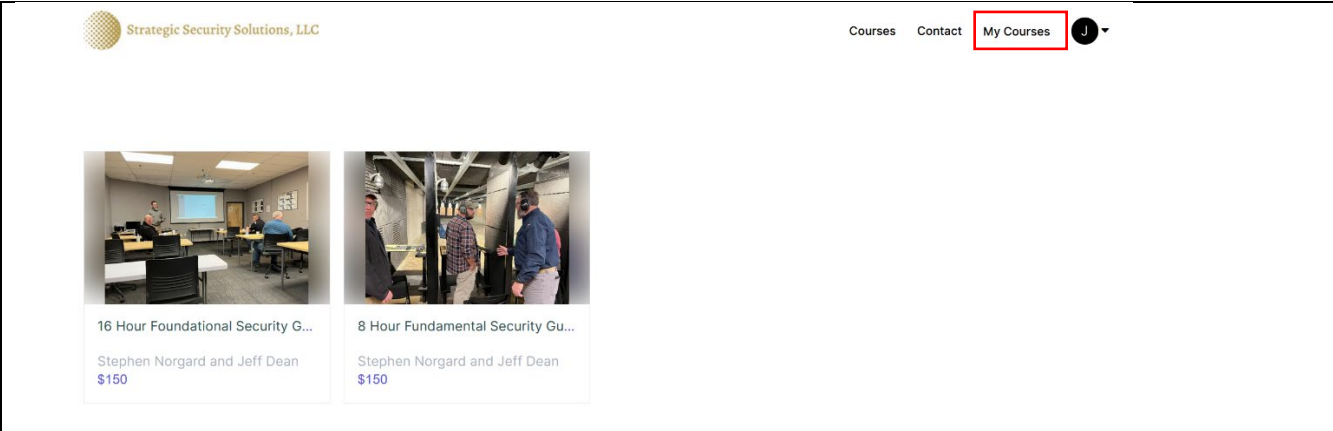 Strategic Security Solutions, LLC
Courses Contact My Courses J
16 Hour Foundational Security G...
Stephen Norgard and Jeff Dean
$150
8 Hour Fundamental Security Gu...
Stephen Norgard and Jeff Dean
$150